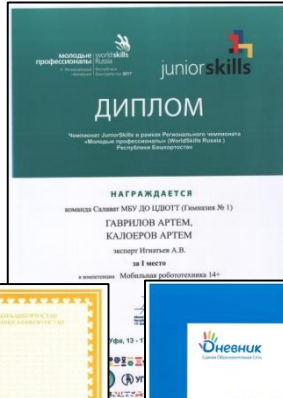 молодые профессионалы
worldskills Russia
juniorskills
ДИПЛОМ
Чемпионат JuniorSkills в рамках Регионального чемпионата
«Молодые профессионалы» (WorldSkills Russia)
Республики Башкортостан
НАГРАЖДАЕТСЯ
команда Салават МБУ ДО ЦДЮТТ (Гимназия № 1)
ГАВРИЛОВ АРТЕМ,
КАЛОЕРОВ АРТЕМ
эксперт Игнатьев А.В.
за I место
в компетенции Мобильная робототехника 14+
Уфа, 13 - 1
Дневник
Единая Образовательная Сеть